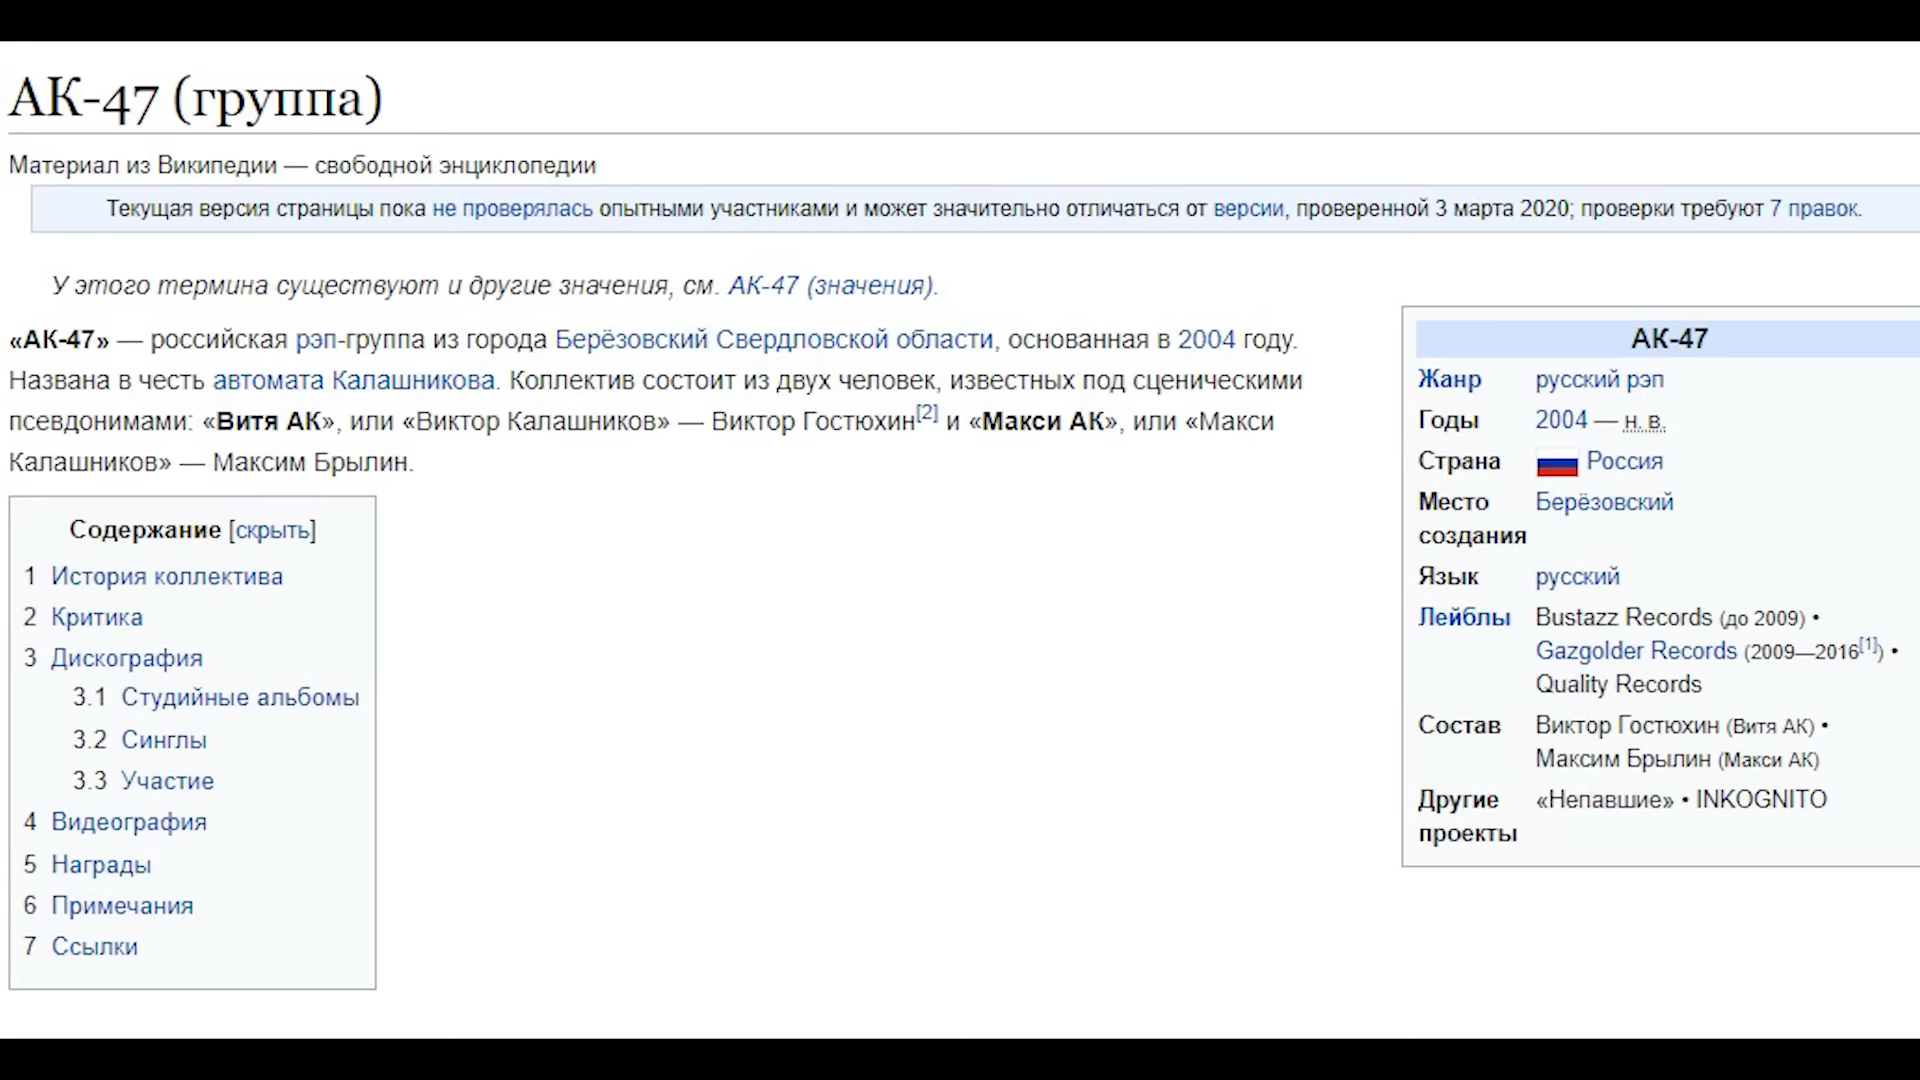 АК-47 (группа)
Материал из Википедии — свободной энциклопедии
Текущая версия страницы пока не проверялась опытными участниками и может значительно отличаться от версии, проверенной 3 марта 2020; проверки требуют 7 правок.
У этого термина существуют и другие значения, см. АК-47 (значения).
«АК-47» — российская рэп-группа из города Берёзовский Свердловской области, основанная в 2004 году.
Названа в честь автомата Калашникова. Коллектив состоит из двух человек, известных под сценическими
псевдонимами: «Витя АК», или «Виктор Калашников» — Виктор Гостюхин[2] и «Макси АК», или «Макси
Калашников» — Максим Брылин.
Содержание [скрыть]
1 История коллектива
2 Критика
3 Дискография
3.1 Студийные альбомы
3.2 Синглы
3.3 Участие
4 Видеография
5 Награды
6 Примечания
7 Ссылки
АК-47
Жанр русский рэп
Годы 2004 — н. в.
Страна Россия
Место Берёзовский
создания
Язык русский
Лейблы Bustazz Records (до 2009) •
Gazgolder Records (2009—2016[1]) •
Quality Records
Состав Виктор Гостюхин (Витя АК) •
Максим Брылин (Макси АК)
Другие «Непавшие» • INKOGNITO
проекты